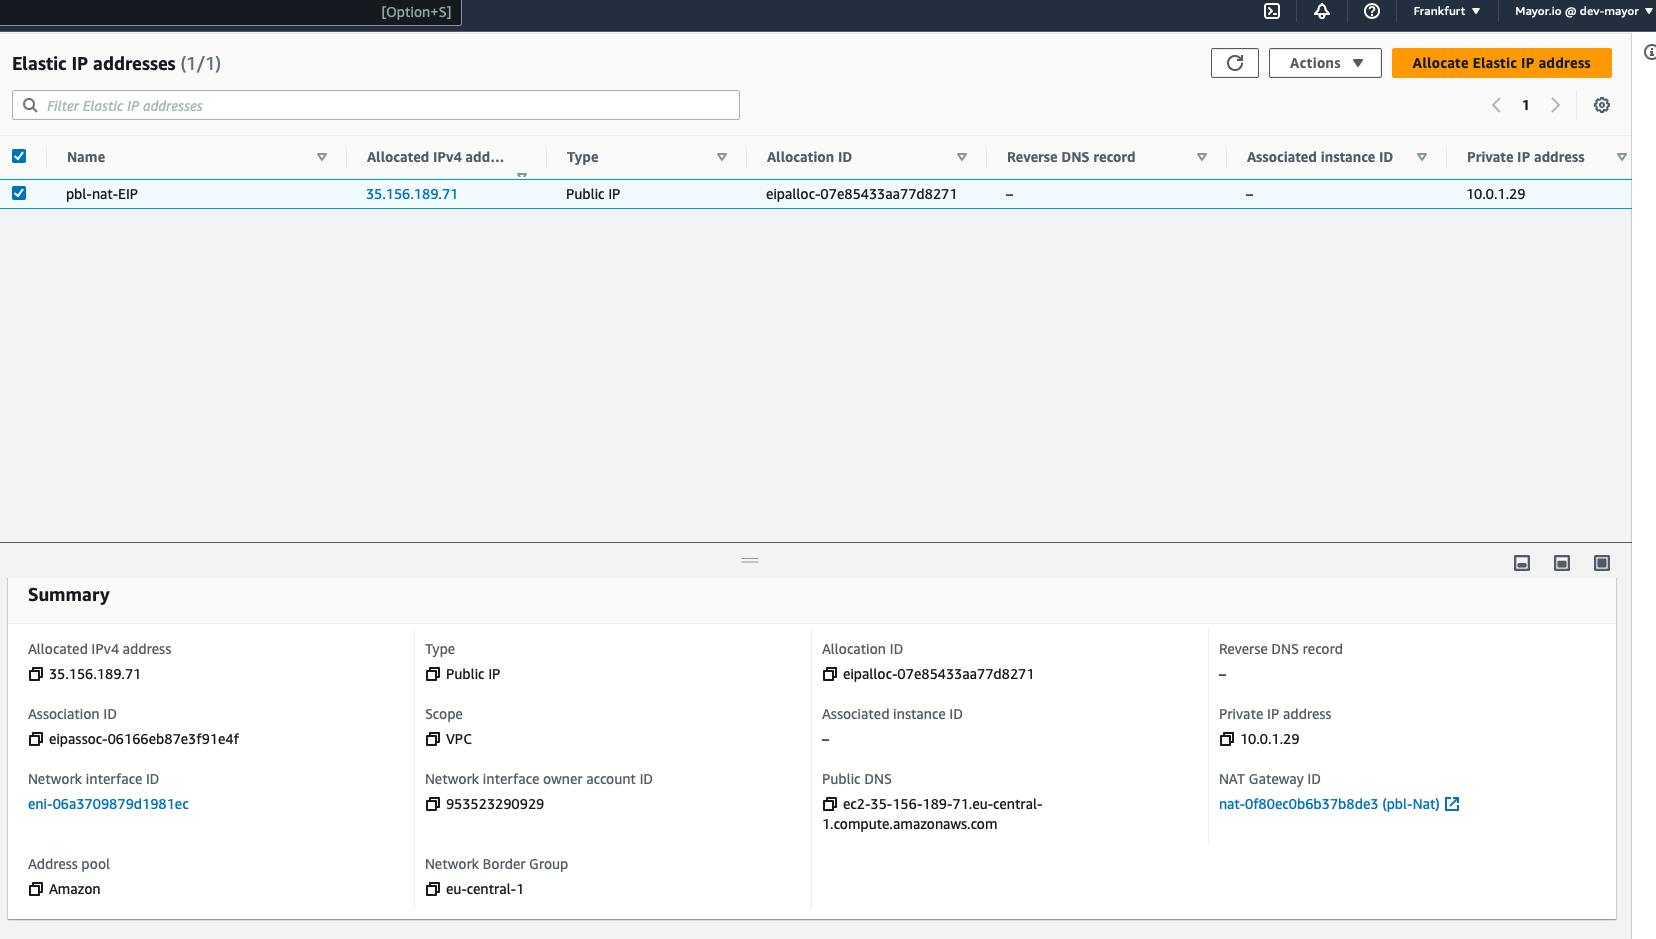 [Option+S]
Frankfurt
Mayor.io @ dev-mayor
Elastic IP addresses (1/1)
Actions
Allocate Elastic IP address
Filter Elastic IP addresses
1
Name
Allocated IPv4 add...
Type
Allocation ID
Reverse DNS record
Associated instance ID
Private IP address
pbl-nat-EIP
35.156.189.71
Public IP
eipalloc-07e85433aa77d8271
–
–
10.0.1.29
Summary
Allocated IPv4 address
35.156.189.71
Type
Public IP
Allocation ID
eipalloc-07e85433aa77d8271
Reverse DNS record
–
Association ID
eipassoc-06166eb87e3f91e4f
Scope
VPC
Associated instance ID
–
Private IP address
10.0.1.29
Network interface ID
eni-06a3709879d1981ec
Network interface owner account ID
953523290929
Public DNS
ec2-35-156-189-71.eu-central-
1.compute.amazonaws.com
NAT Gateway ID
nat-0f80ec0b6b37b8de3 (pbl-Nat)
Address pool
Amazon
Network Border Group
eu-central-1